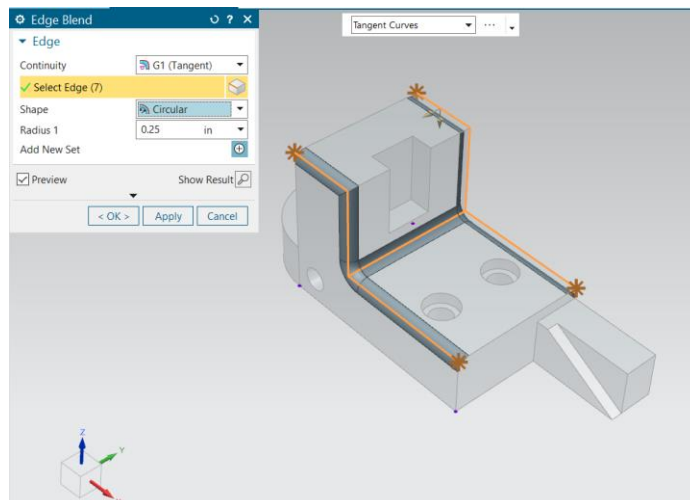 Edge Blend
Edge
Continuity G1 (Tangent)
Select Edge (7)
Shape Circular
Radius 1 0.25 in
Add New Set
Preview Show Result
< OK > Apply Cancel
Tangent Curves
Z
Y